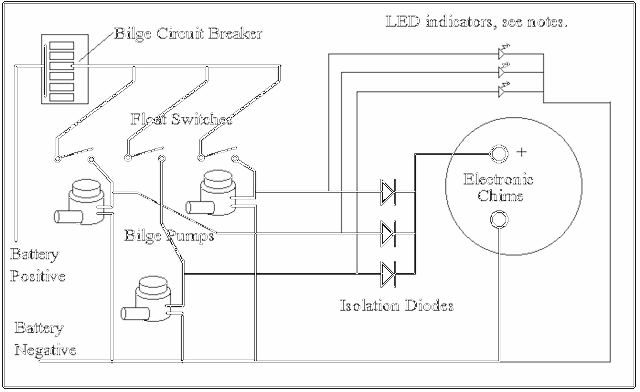 LED indicators, see notes.
Bilge Circuit Breaker
Float Switches
+
Electronic
Chime
Bilge Pumps
Battery
Positive
Isolation Diodes
Battery
Negative